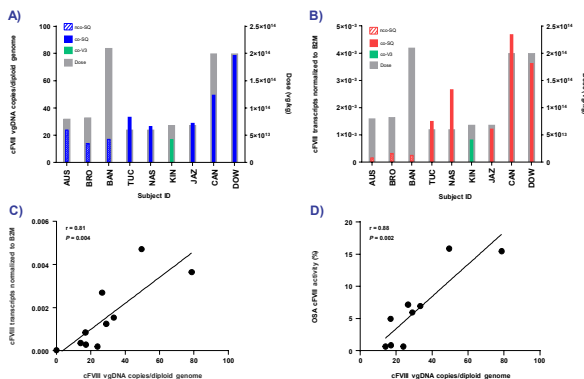 A)
nco-SQ
co-SQ
co-V3
Dose
cFVIII vgDNA copies/diploid genome
100
80
60
40
20
0
2.5×10¹⁴
2×10¹⁴
1.5×10¹⁴
1×10¹⁴
5×10¹³
0
Dose (vg/kg)
AUS BRO BAN TUC NAS KIN JAZ CAN DOW
Subject ID
B)
nco-SQ
co-SQ
co-V3
Dose
cFVIII transcripts normalized to B2M
5×10⁻³
4×10⁻³
3×10⁻³
2×10⁻³
1×10⁻³
0
2.5×10¹⁴
2×10¹⁴
1.5×10¹⁴
1×10¹⁴
5×10¹³
0
AUS BRO BAN TUC NAS KIN JAZ CAN DOW
Subject ID
C)
r = 0.81
P = 0.004
cFVIII transcripts normalized to B2M
0.006
0.004
0.002
0.000
0 20 40 60 80 100
cFVIII vgDNA copies/diploid genome
D)
r = 0.88
P = 0.002
OSA cFVIII activity (%)
25
20
15
10
5
0
0 20 40 60 80 100
cFVIII vgDNA copies/diploid genome